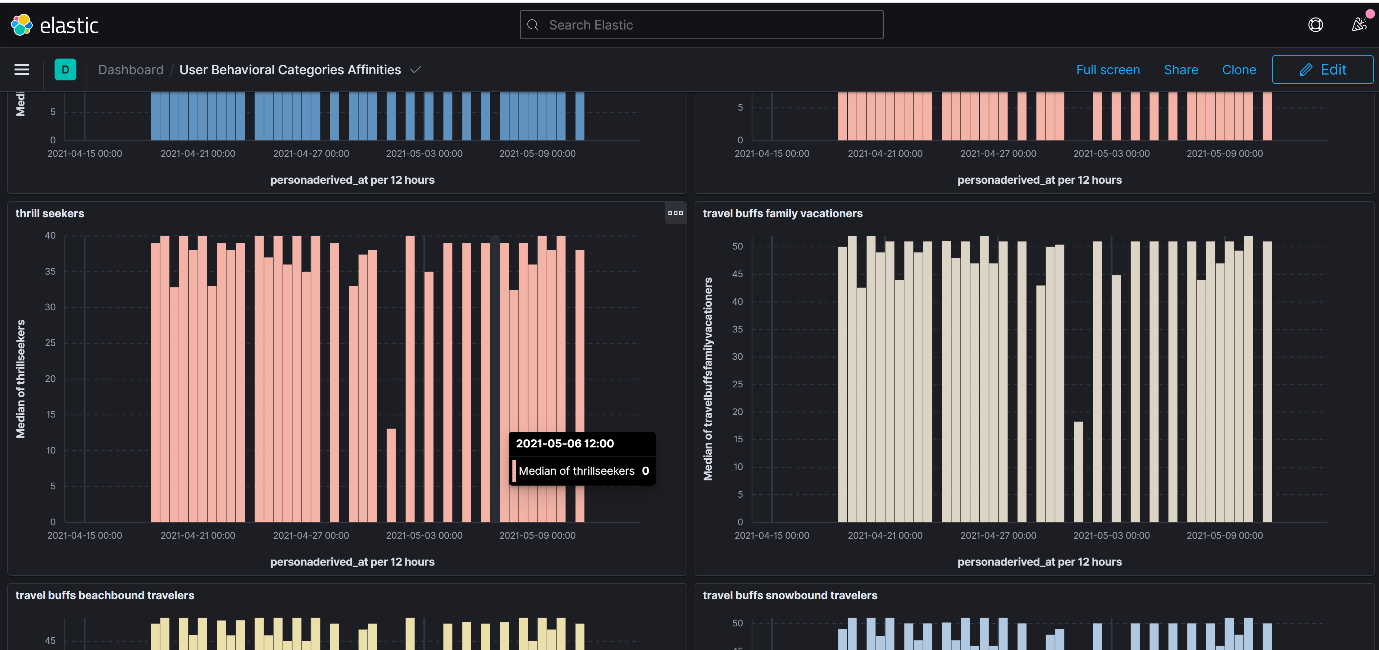 elastic
Search Elastic
D
Dashboard / User Behavioral Categories Affinities
Full screen
Share
Clone
Edit
5
0
2021-04-15 00:00 2021-04-21 00:00 2021-04-27 00:00 2021-05-03 00:00 2021-05-09 00:00
personaderived_at per 12 hours
5
0
2021-04-15 00:00 2021-04-21 00:00 2021-04-27 00:00 2021-05-03 00:00 2021-05-09 00:00
personaderived_at per 12 hours
thrill seekers
Median of thrillseekers
40
35
30
25
20
15
10
5
0
2021-05-06 12:00
Median of thrillseekers 0
2021-04-15 00:00 2021-04-21 00:00 2021-04-27 00:00 2021-05-03 00:00 2021-05-09 00:00
personaderived_at per 12 hours
travel buffs family vacationers
Median of travelbuffsfamilyvacationers
50
45
40
35
30
25
20
15
10
5
0
2021-04-15 00:00 2021-04-21 00:00 2021-04-27 00:00 2021-05-03 00:00 2021-05-09 00:00
personaderived_at per 12 hours
travel buffs beachbound travelers
45
travel buffs snowbound travelers
50